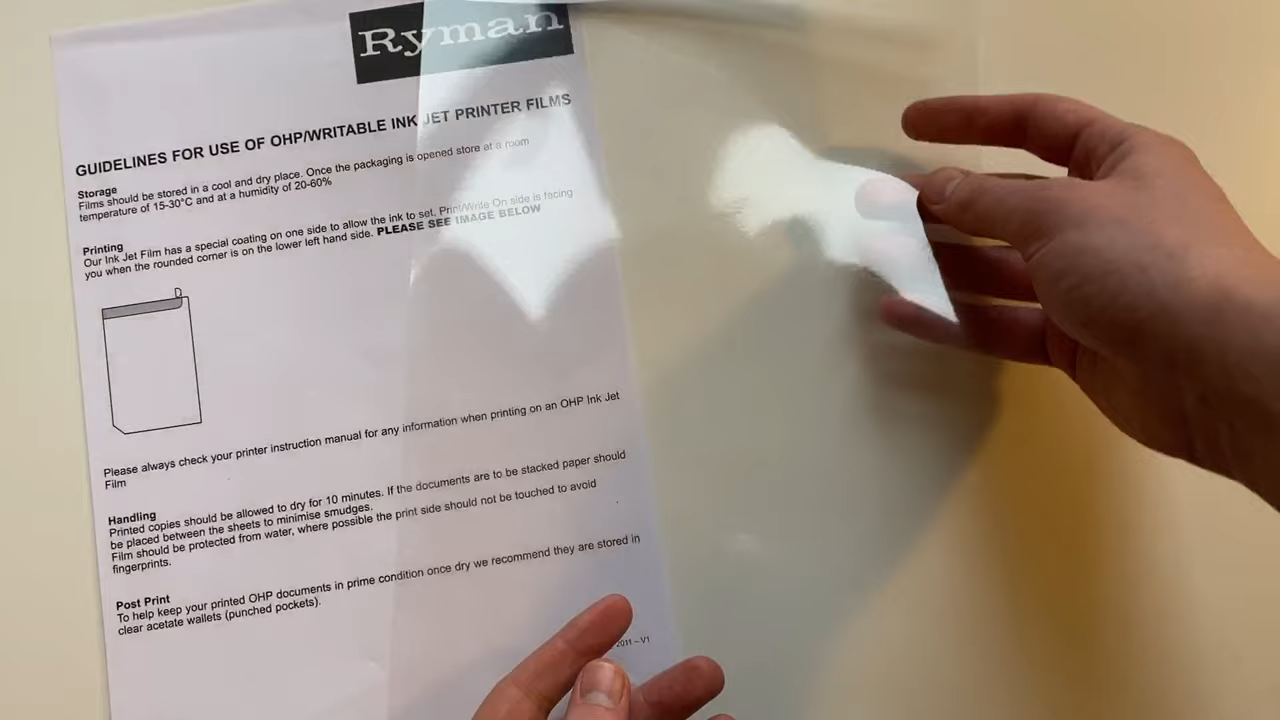 Ryman
GUIDELINES FOR USE OF OHP/WRITABLE INK JET PRINTER FILMS
Storage
Films should be stored in a cool and dry place. Once the packaging is opened store at a room
temperature of 15-30°C and at a humidity of 20-60%
Printing
Our Ink Jet Film has a special coating on one side to allow the ink to set. Print/Write On side is facing
you when the rounded corner is on the lower left hand side. PLEASE SEE IMAGE BELOW
Please always check your printer instruction manual for any information when printing on an OHP Ink Jet
Film
Handling
Printed copies should be allowed to dry for 10 minutes. If the documents are to be stacked paper should
be placed between the sheets to minimise smudges.
Film should be protected from water, where possible the print side should not be touched to avoid
fingerprints.
Post Print
To help keep your printed OHP documents in prime condition once dry we recommend they are stored in
clear acetate wallets (punched pockets).
2011 – V1